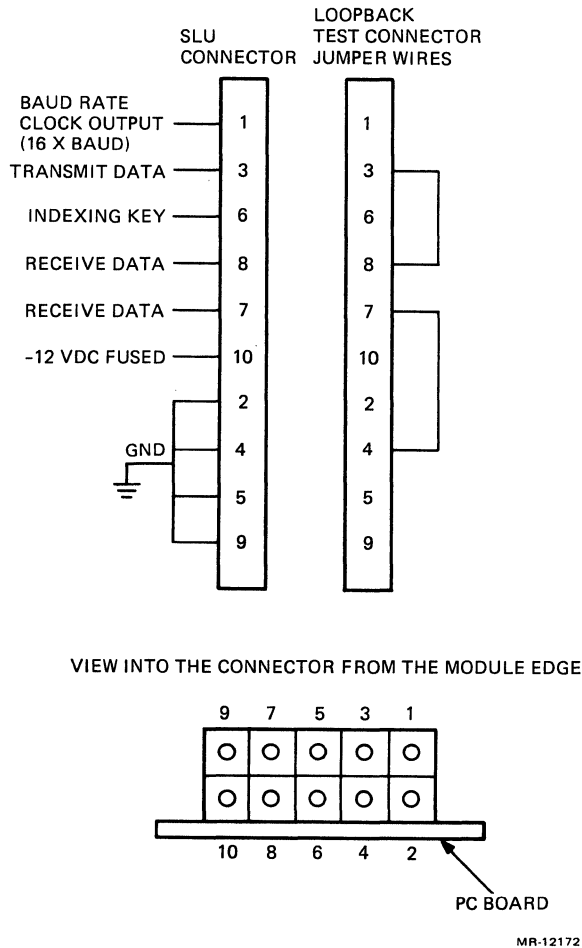 SLU
CONNECTOR
LOOPBACK
TEST CONNECTOR
JUMPER WIRES
BAUD RATE
CLOCK OUTPUT
(16 X BAUD)
1
1
TRANSMIT DATA
3
3
INDEXING KEY
6
6
RECEIVE DATA
8
8
RECEIVE DATA
7
7
-12 VDC FUSED
10
10
2
2
GND
4
4
5
5
9
9
VIEW INTO THE CONNECTOR FROM THE MODULE EDGE
9 7 5 3 1
10 8 6 4 2
PC BOARD
MR-12172